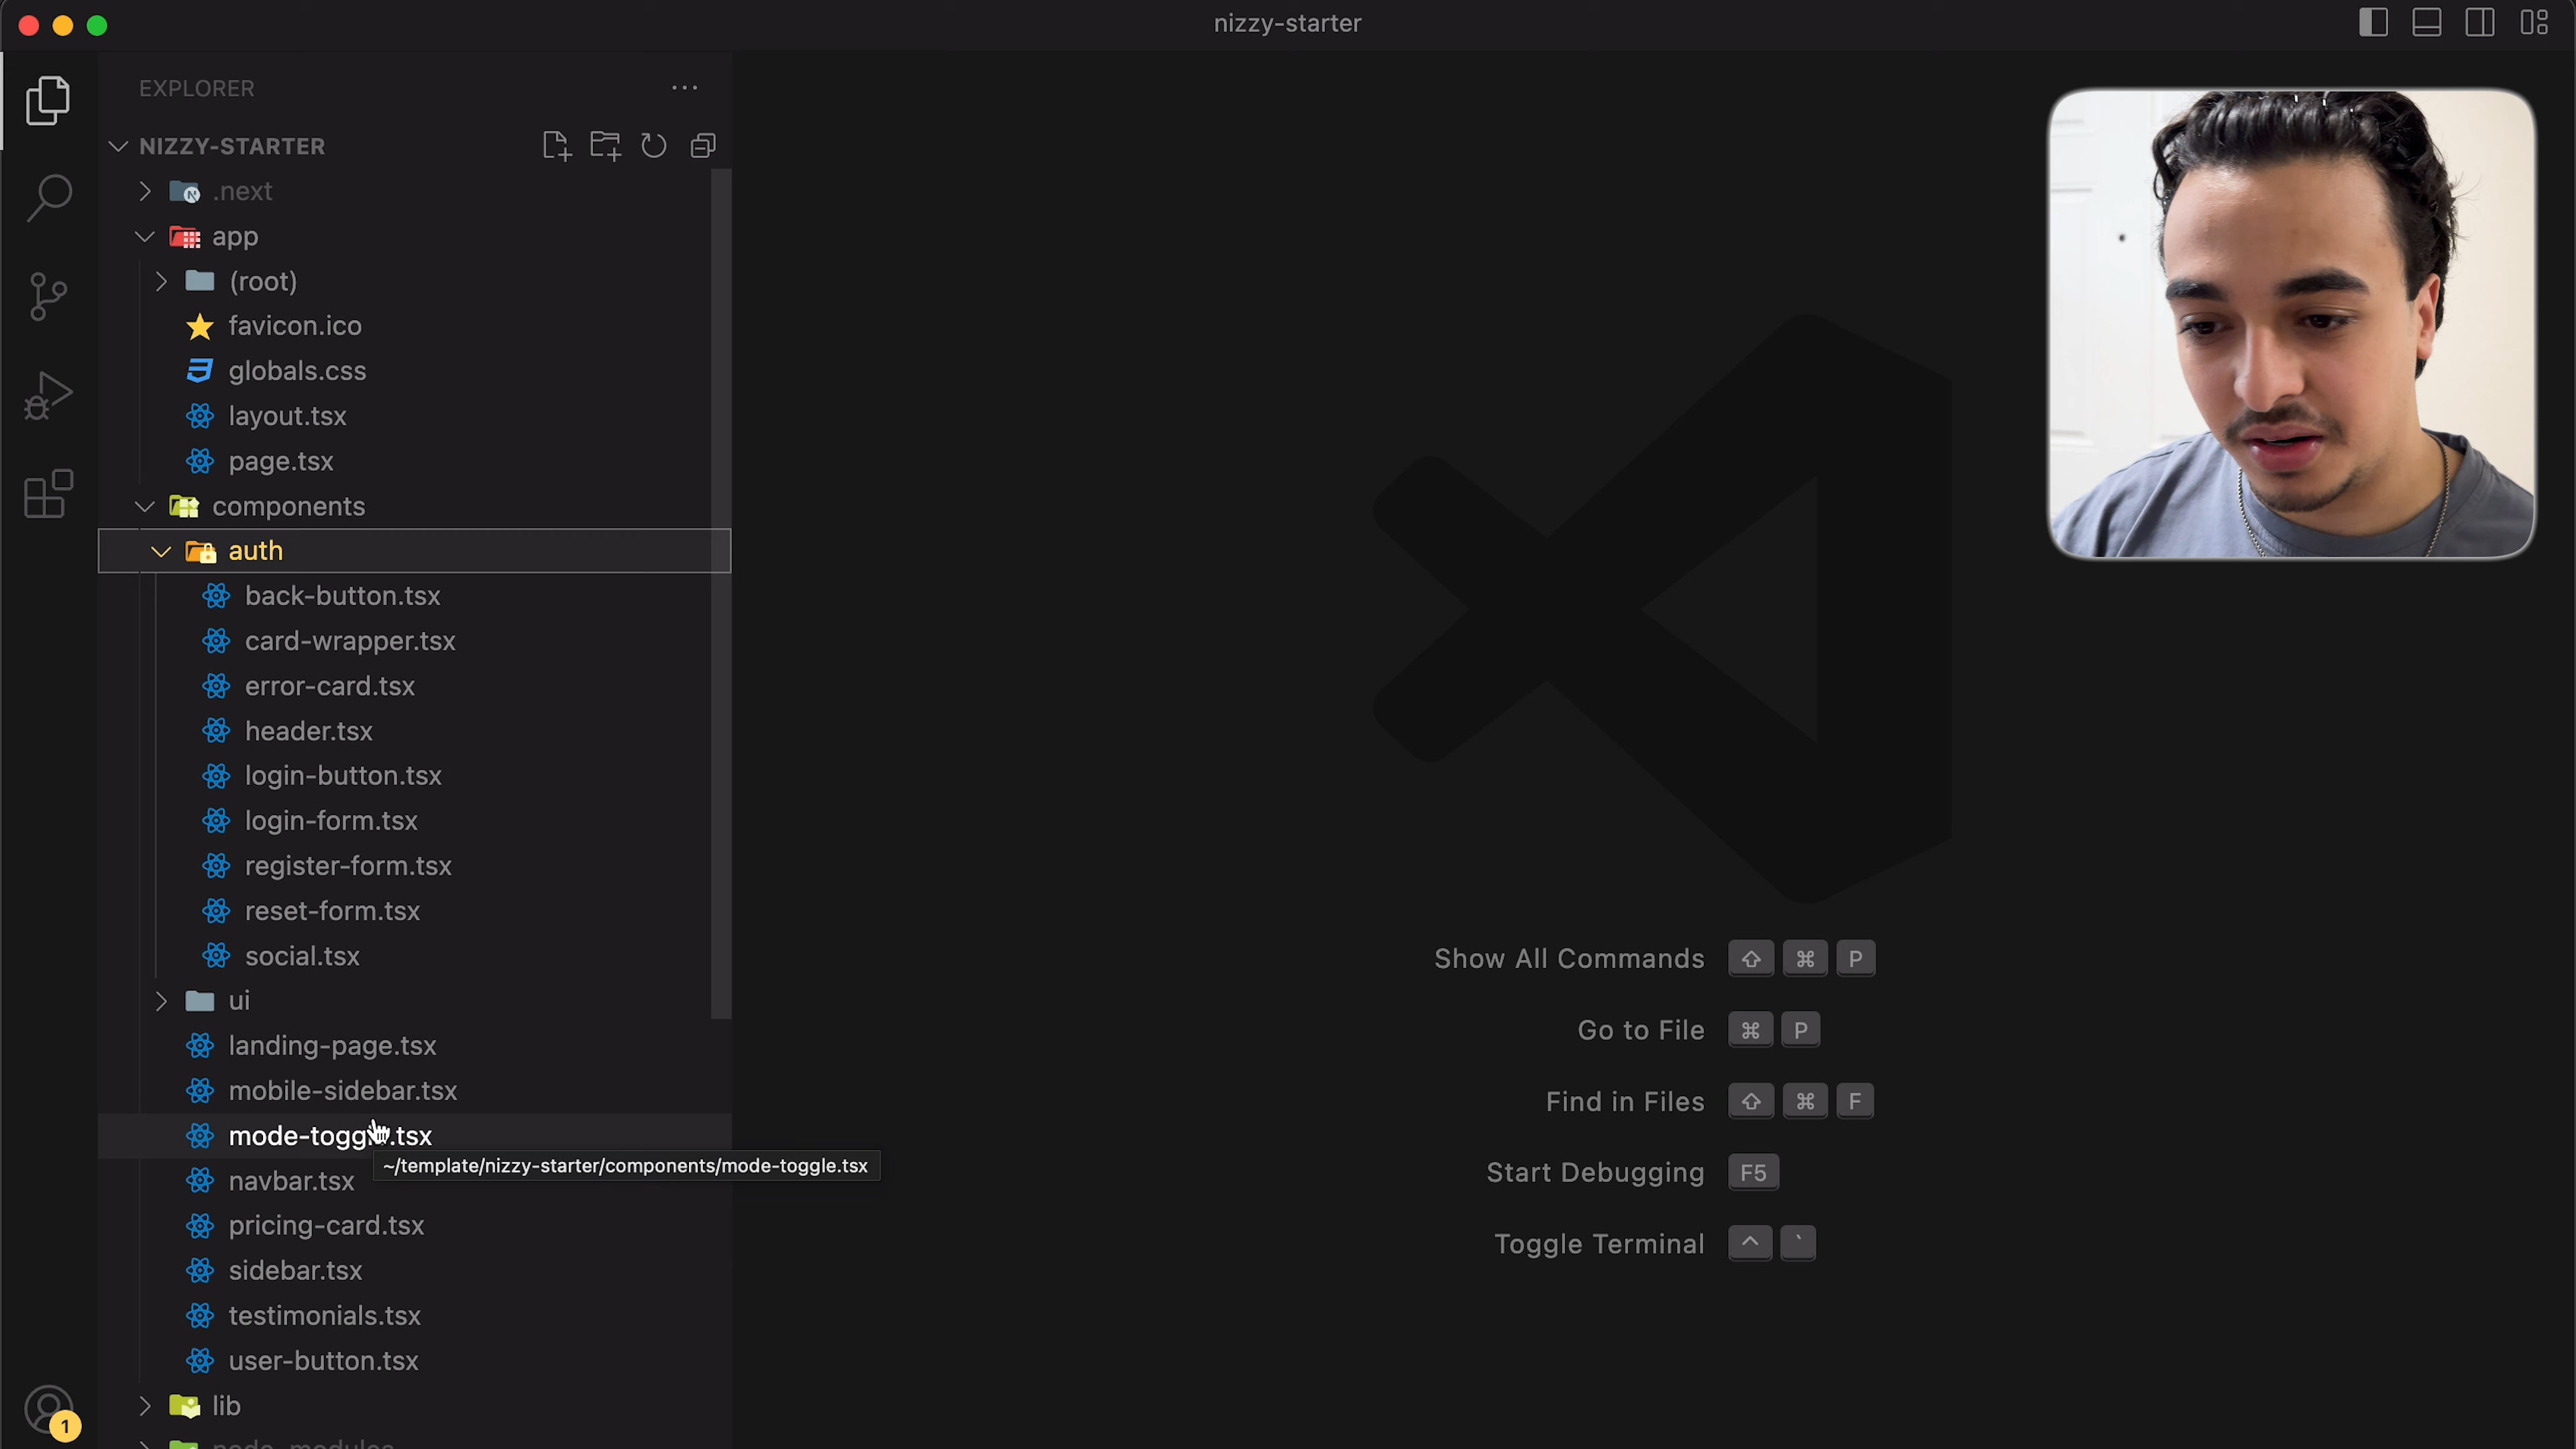 nizzy-starter
EXPLORER
NIZZY-STARTER
.next
app
(root)
favicon.ico
globals.css
layout.tsx
page.tsx
components
auth
back-button.tsx
card-wrapper.tsx
error-card.tsx
header.tsx
login-button.tsx
login-form.tsx
register-form.tsx
reset-form.tsx
social.tsx
ui
landing-page.tsx
mobile-sidebar.tsx
mode-toggle.tsx
~/template/nizzy-starter/components/mode-toggle.tsx
navbar.tsx
pricing-card.tsx
sidebar.tsx
testimonials.tsx
user-button.tsx
lib
node_modules
1
Show All Commands ⇧ ⌘ P
Go to File ⌘ P
Find in Files ⇧ ⌘ F
Start Debugging F5
Toggle Terminal ^ `